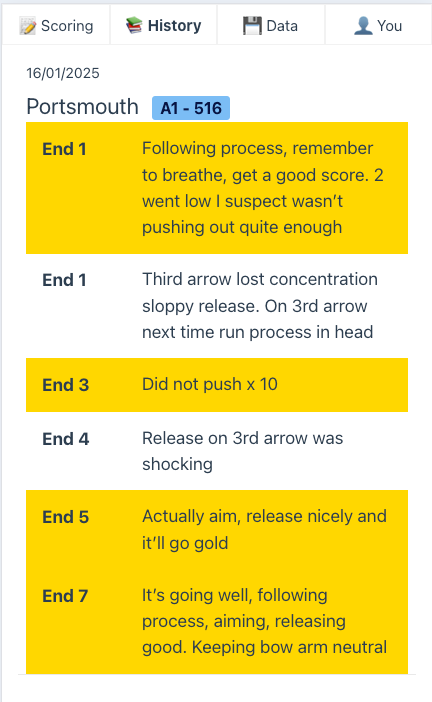 📝 Scoring 📚 History 💾 Data 👤 You
16/01/2025
Portsmouth A1 - 516
End 1 Following process, remember
to breathe, get a good score. 2
went low I suspect wasn’t
pushing out quite enough
End 1 Third arrow lost concentration
sloppy release. On 3rd arrow
next time run process in head
End 3 Did not push x 10
End 4 Release on 3rd arrow was
shocking
End 5 Actually aim, release nicely and
it’ll go gold
End 7 It’s going well, following
process, aiming, releasing
good. Keeping bow arm neutral